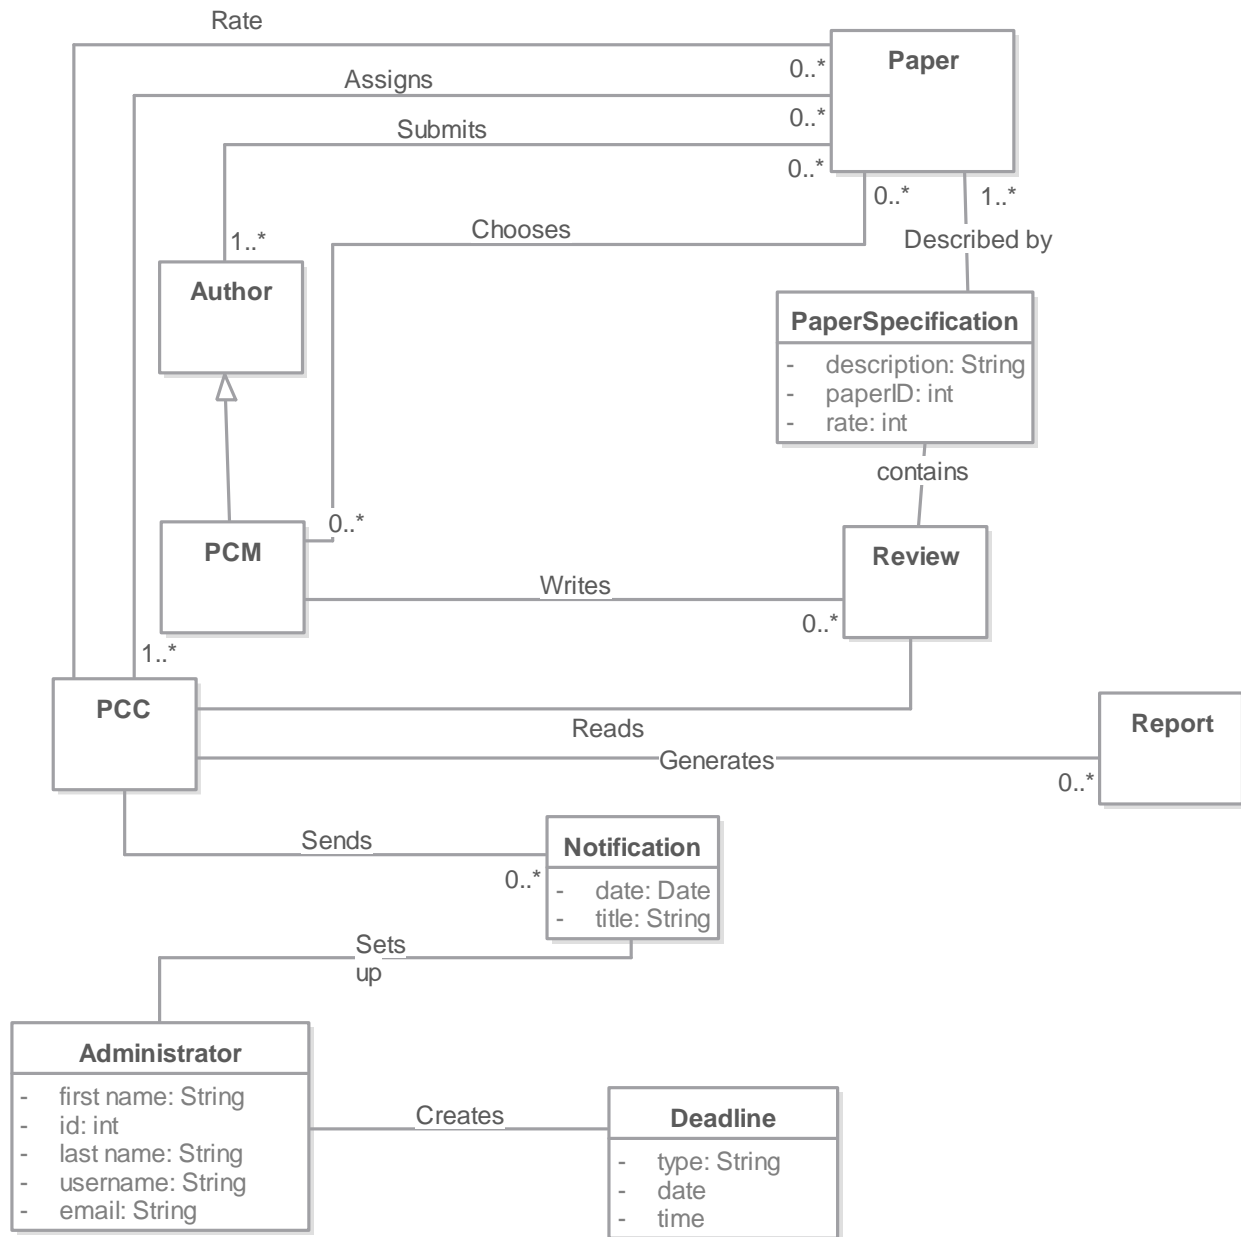 Rate
Paper
0..*
Assigns
0..*
Submits
0..*
0..*
1..*
Chooses
Described by
1..*
Author
PaperSpecification
- description: String
- paperID: int
- rate: int
contains
0..*
PCM
Review
Writes
0..*
1..*
PCC
Reads
Report
Generates
0..*
Sends
Notification
0..*
- date: Date
- title: String
Sets
up
Administrator
- first name: String
- id: int
- last name: String
- username: String
- email: String
Creates
Deadline
- type: String
- date
- time